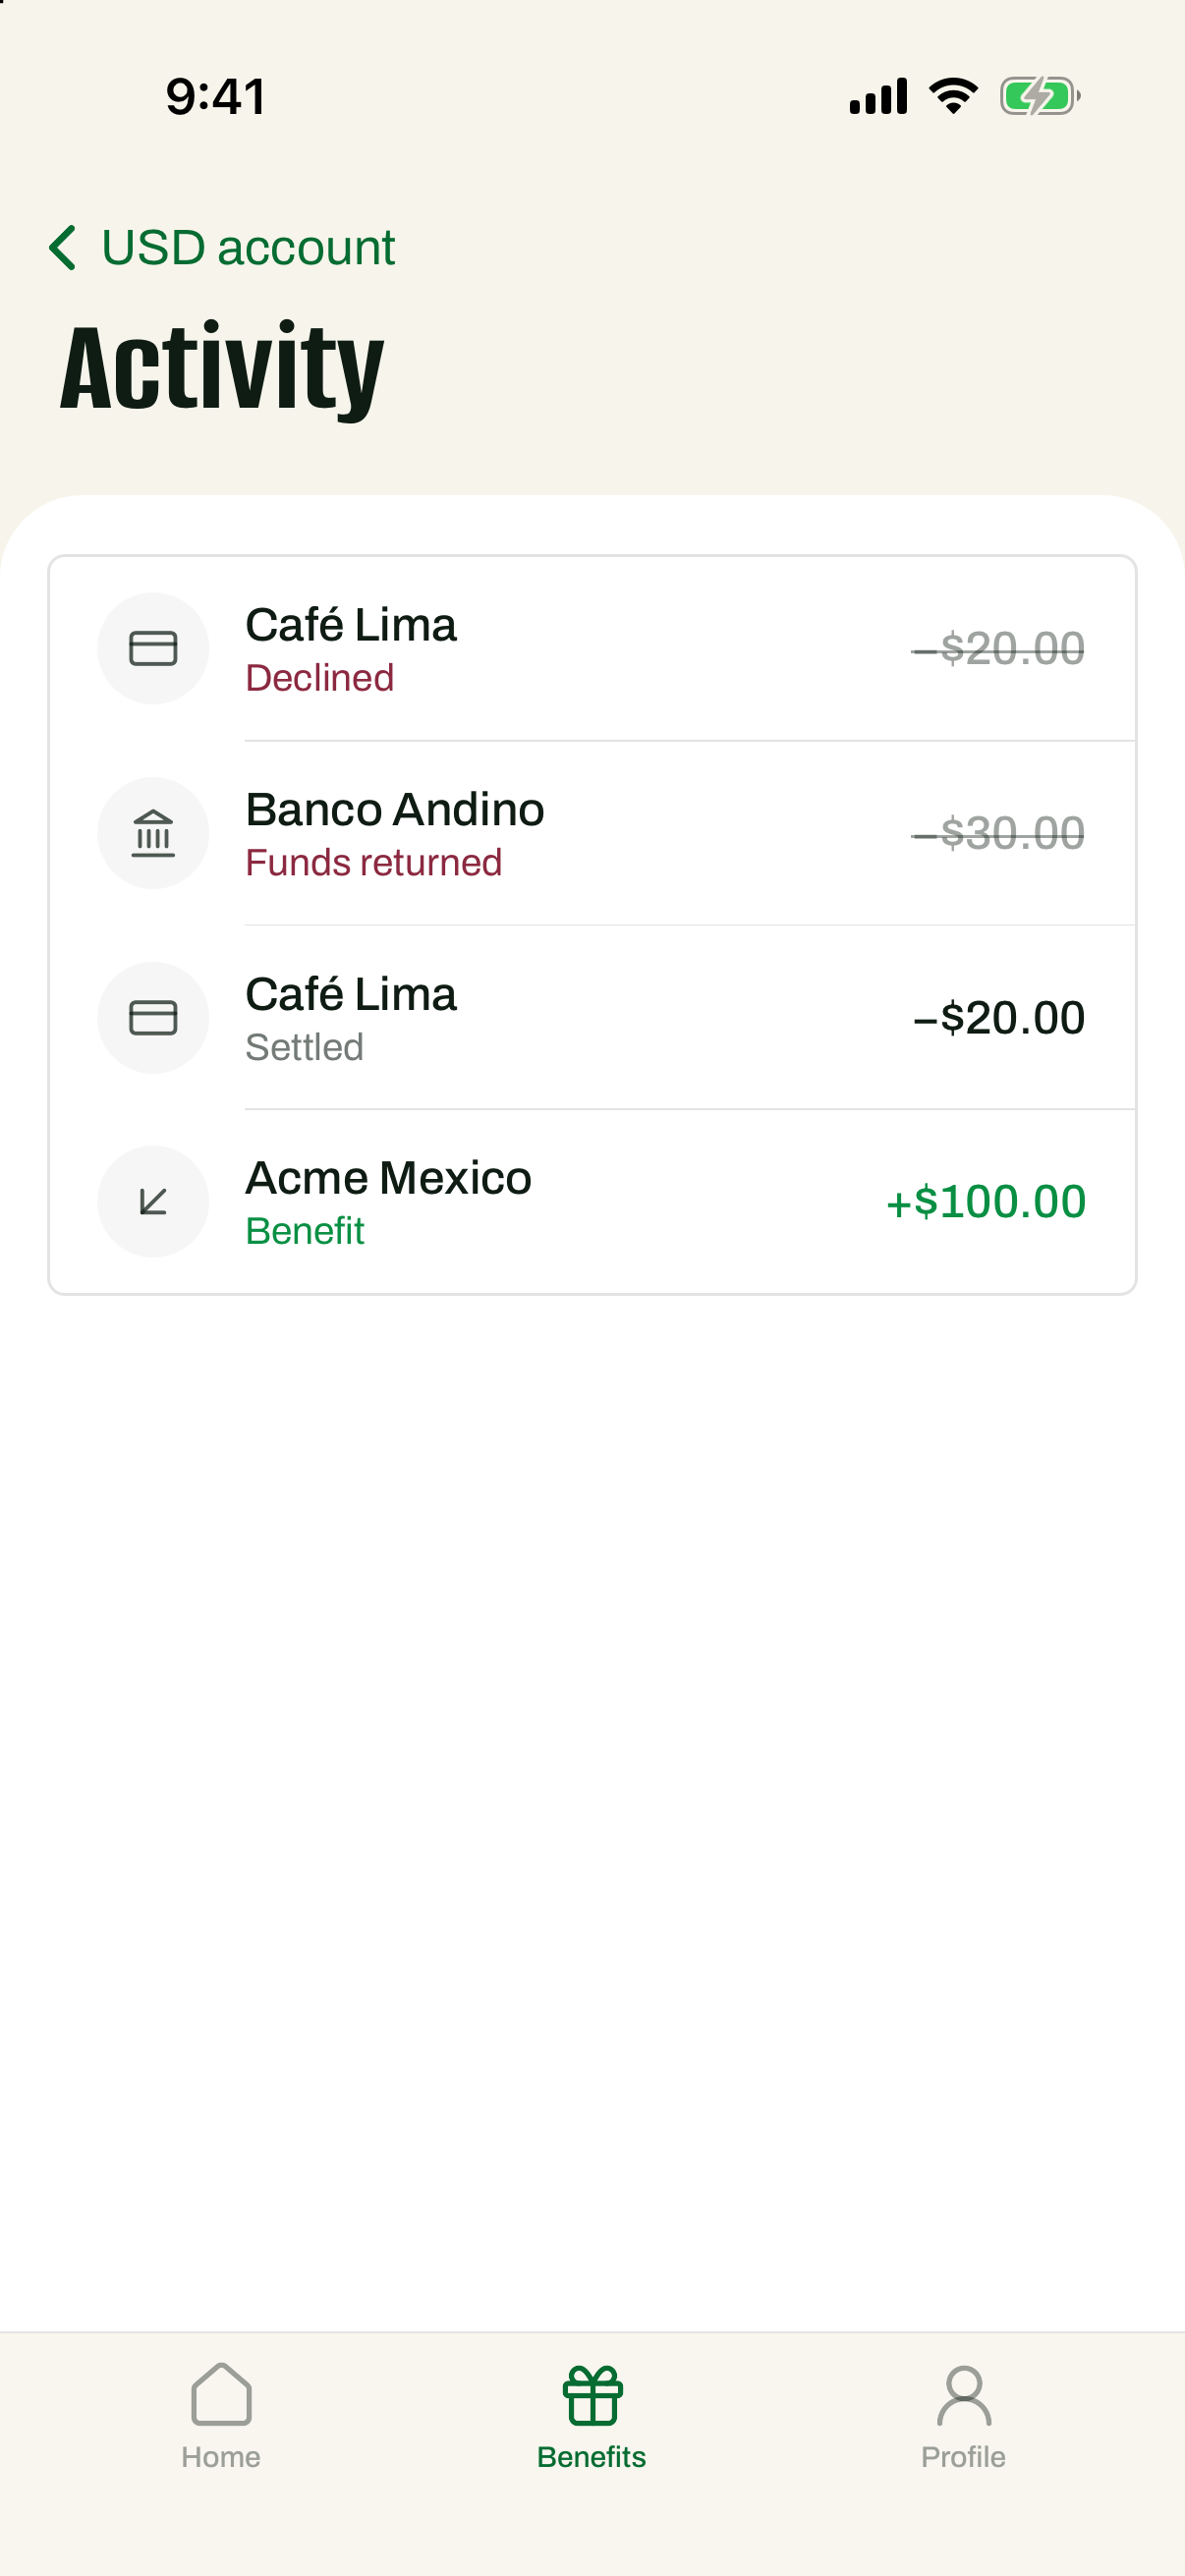 9:41
USD account
Activity
Café Lima
Declined
–$20.00
Banco Andino
Funds returned
–$30.00
Café Lima
Settled
–$20.00
Acme Mexico
Benefit
+$100.00
Home
Benefits
Profile